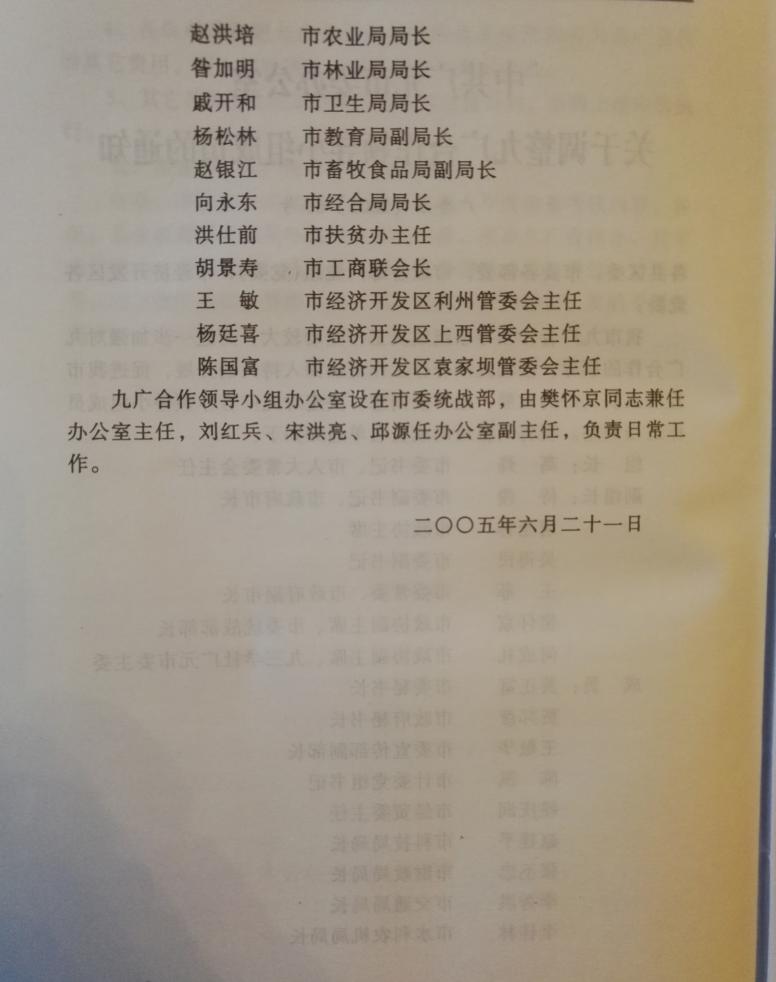 赵洪培 市农业局局长
昝加明 市林业局局长
戚开和 市卫生局局长
杨松林 市教育局副局长
赵银江 市畜牧食品局副局长
向永东 市经合局局长
洪仕前 市扶贫办主任
胡景寿 市工商联会长
王 敏 市经济开发区利州管委会主任
杨廷喜 市经济开发区上西管委会主任
陈国富 市经济开发区袁家坝管委会主任
九广合作领导小组办公室设在市委统战部，由樊怀京同志兼任
办公室主任，刘红兵、宋洪亮、邱源任办公室副主任，负责日常工
作。
二〇〇五年六月二十一日